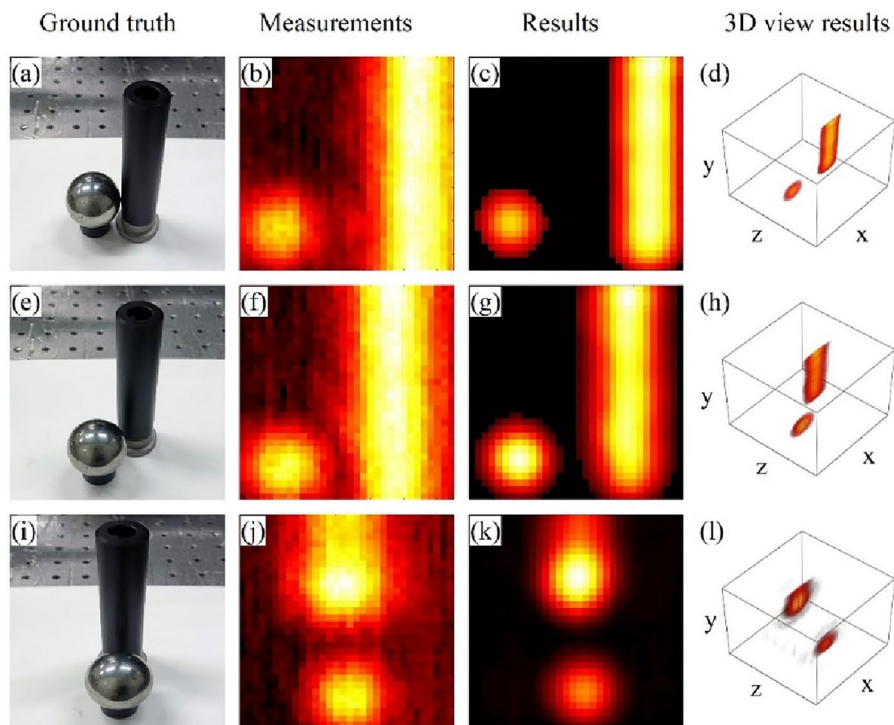 Ground truth Measurements Results 3D view results
(a) (b) (c) (d)
y
z x
(e) (f) (g) (h)
y
z x
(i) (j) (k) (l)
y
z x